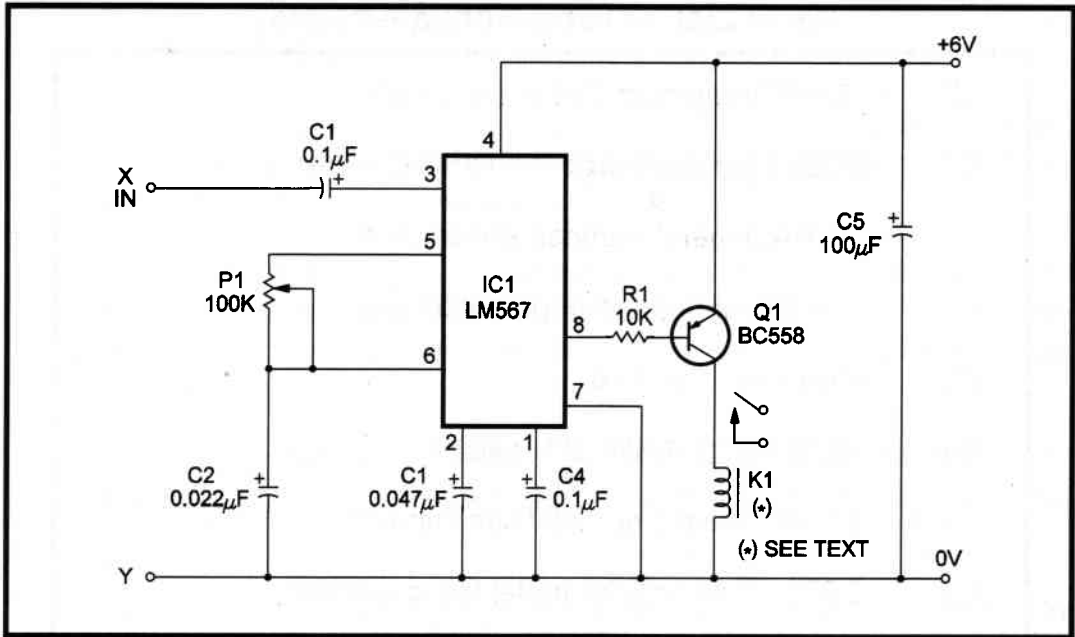 +6V
4
C1
0.1µF
+
3
X
IN
5
P1
100K
IC1
LM567
R1
10K
8
Q1
BC558
+
C5
100µF
6
7
2
1
C2
0.022µF
+
C1
0.047µF
+
C4
0.1µF
+
K1
(*)
(*) SEE TEXT
Y
0V